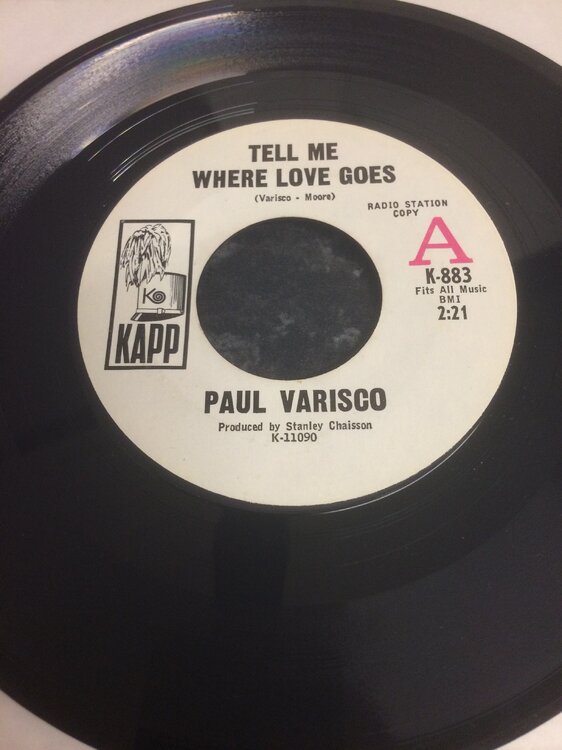 TELL ME
WHERE LOVE GOES
(Varisco - Moore)
RADIO STATION
COPY
A
K-883
Fits All Music
BMI
2:21
K
KAPP
PAUL VARISCO
Produced by Stanley Chaisson
K-11090